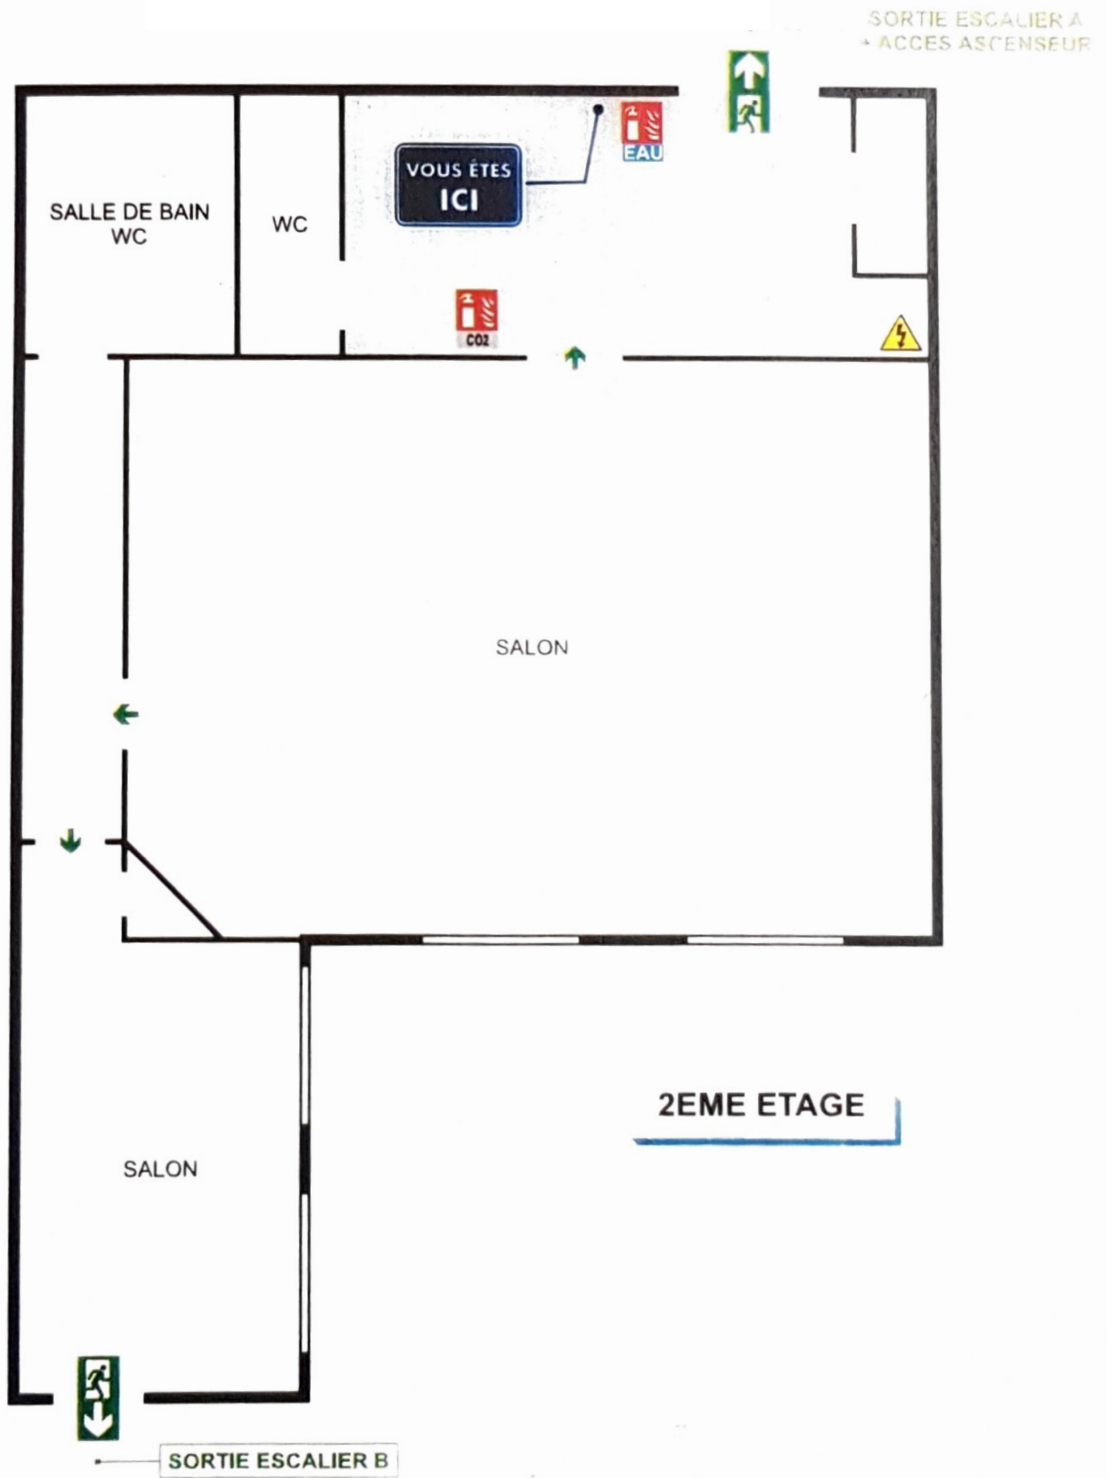 SORTIE ESCALIER A
+ ACCES ASCENSEUR
VOUS ÊTES
ICI
EAU
SALLE DE BAIN
WC
WC
CO2
SALON
2EME ETAGE
SALON
SORTIE ESCALIER B